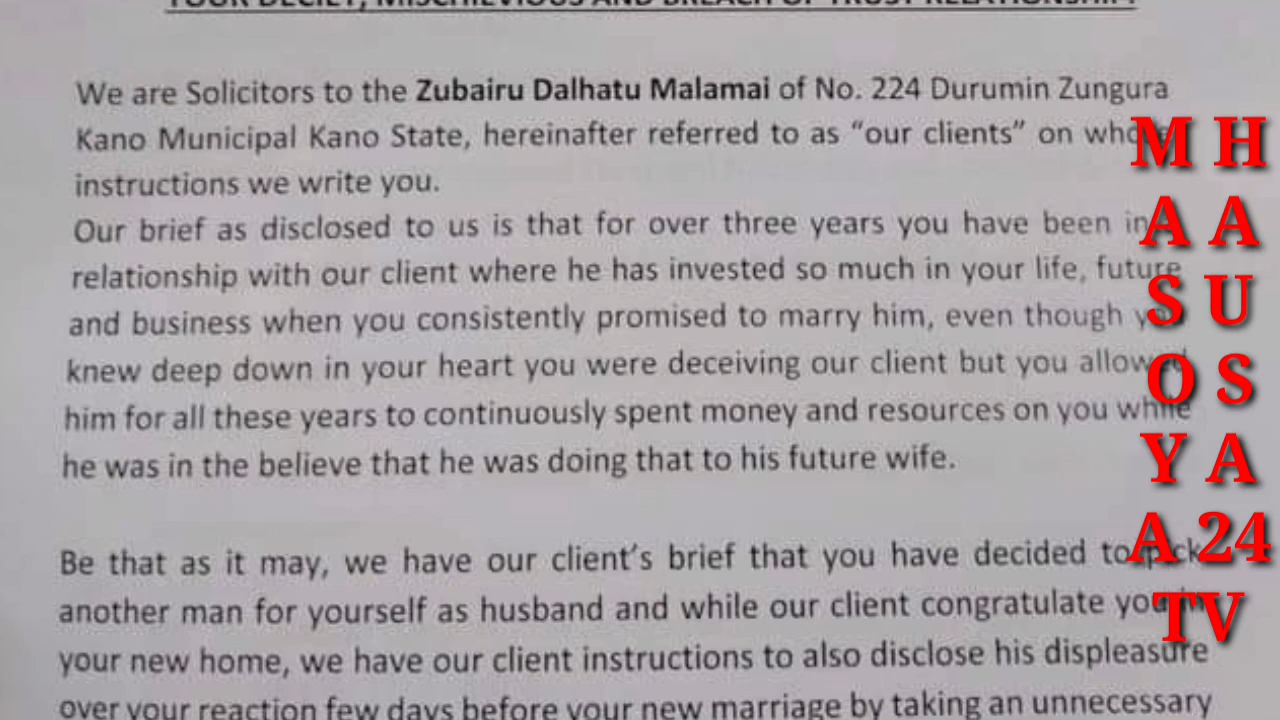 YOUR DECIET, MISCHIEVIOUS AND BREACH OF TRUST RELATIONSHIP.
We are Solicitors to the Zubairu Dalhatu Malamai of No. 224 Durumin Zungura
Kano Municipal Kano State, hereinafter referred to as “our clients” on whose
instructions we write you.
Our brief as disclosed to us is that for over three years you have been in
relationship with our client where he has invested so much in your life, future
and business when you consistently promised to marry him, even though you
knew deep down in your heart you were deceiving our client but you allowed
him for all these years to continuously spent money and resources on you while
he was in the believe that he was doing that to his future wife.
Be that as it may, we have our client’s brief that you have decided to pick
another man for yourself as husband and while our client congratulate you in
your new home, we have our client instructions to also disclose his displeasure
over your reaction few days before your new marriage by taking an unnecessary
MASOYA TV
HAUSA 24